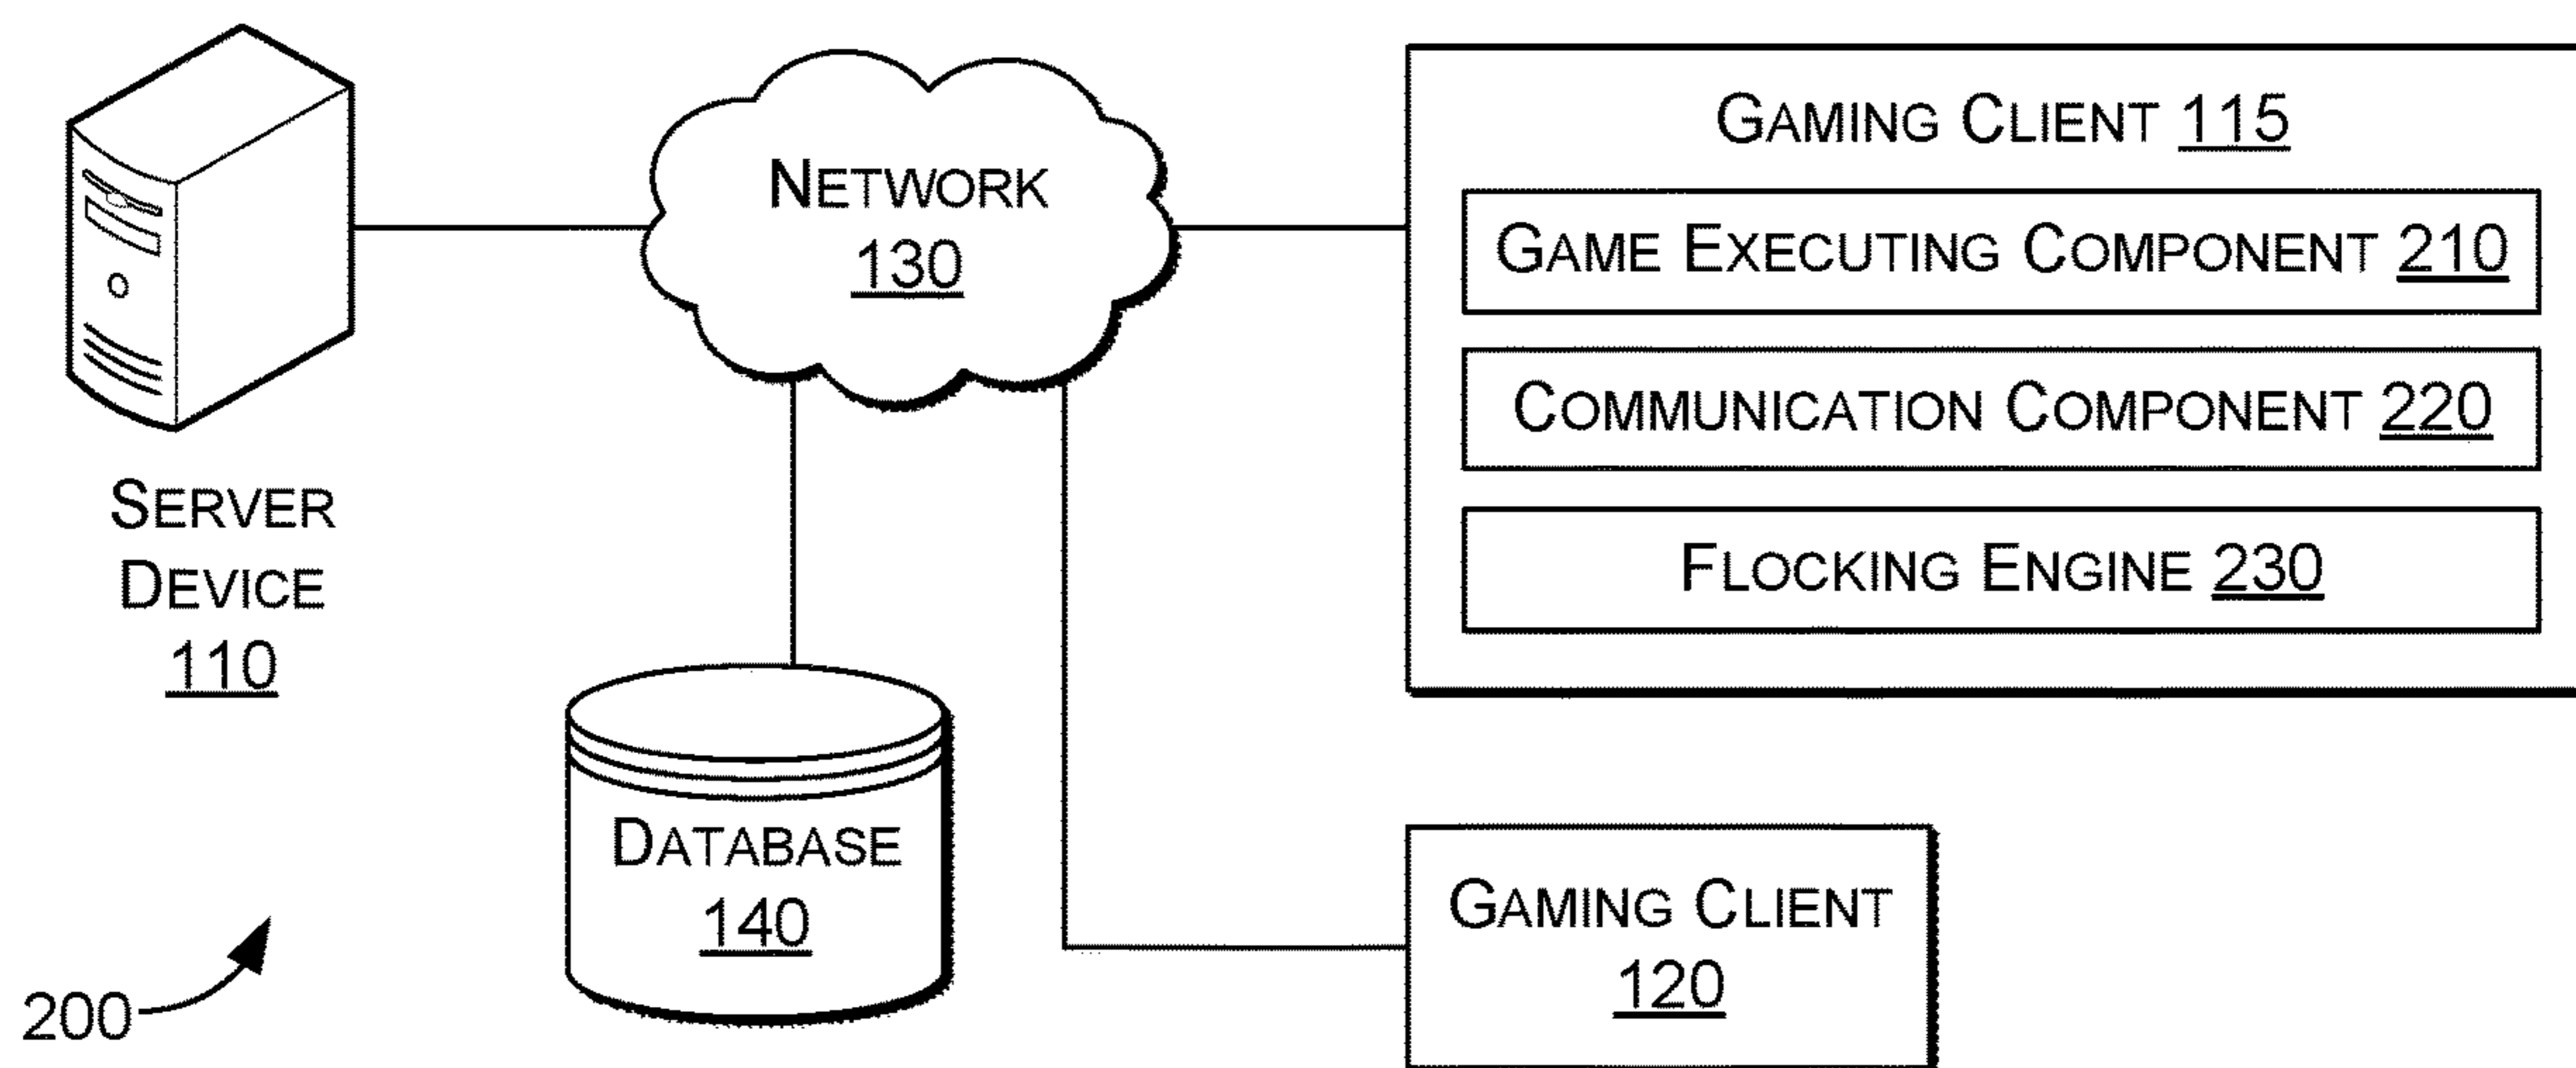 SERVER
DEVICE
110
NETWORK
130
DATABASE
140
GAMING CLIENT 115
GAME EXECUTING COMPONENT 210
COMMUNICATION COMPONENT 220
FLOCKING ENGINE 230
GAMING CLIENT
120
200